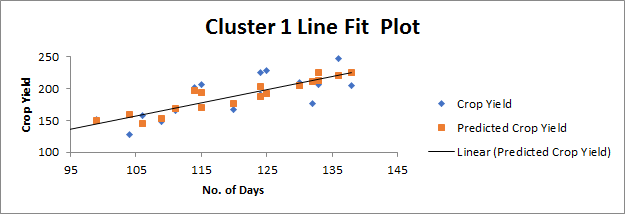 Cluster 1 Line Fit Plot
250
200
150
100
Crop Yield
95 105 115 125 135 145
No. of Days
Crop Yield
Predicted Crop Yield
Linear (Predicted Crop Yield)